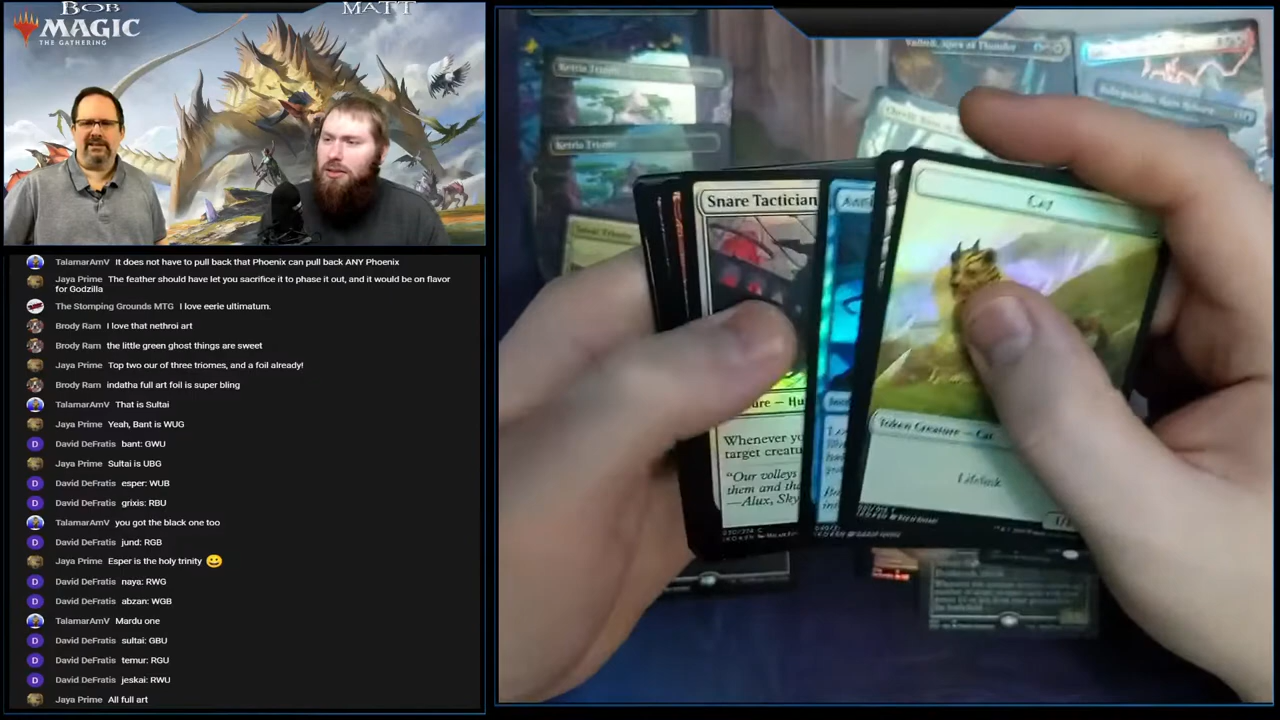 BOB
MATT
MAGIC
THE GATHERING
TalamarAmV It does not have to pull back that Phoenix can pull back ANY Phoenix
Jaya Prime The feather should have let you sacrifice it to phase it out, and it would be on flavor
for Godzilla
The Stomping Grounds MTG I love eerie ultimatum.
Brody Ram I love that nethroi art
Brody Ram the little green ghost things are sweet
Jaya Prime Top two our of three triomes, and a foil already!
Brody Ram indatha full art foil is super bling
TalamarAmV That is Sultai
Jaya Prime Yeah, Bant is WUG
David DeFratis bant: GWU
Jaya Prime Sultai is UBG
David DeFratis esper: WUB
David DeFratis grixis: RBU
TalamarAmV you got the black one too
David DeFratis jund: RGB
Jaya Prime Esper is the holy trinity 😀
David DeFratis naya: RWG
David DeFratis abzan: WGB
TalamarAmV Mardu one
David DeFratis sultai: GBU
David DeFratis temur: RGU
David DeFratis jeskai: RWU
Jaya Prime All full art
Ketria Triome
Ketria Triome
Vadrok, Apex of Thunder
Snare Tactician
Whenever yo
target creatu
"Our volleys
them and tha
—Alux, Sky
Cat
Token Creature — Cat
Lifelink